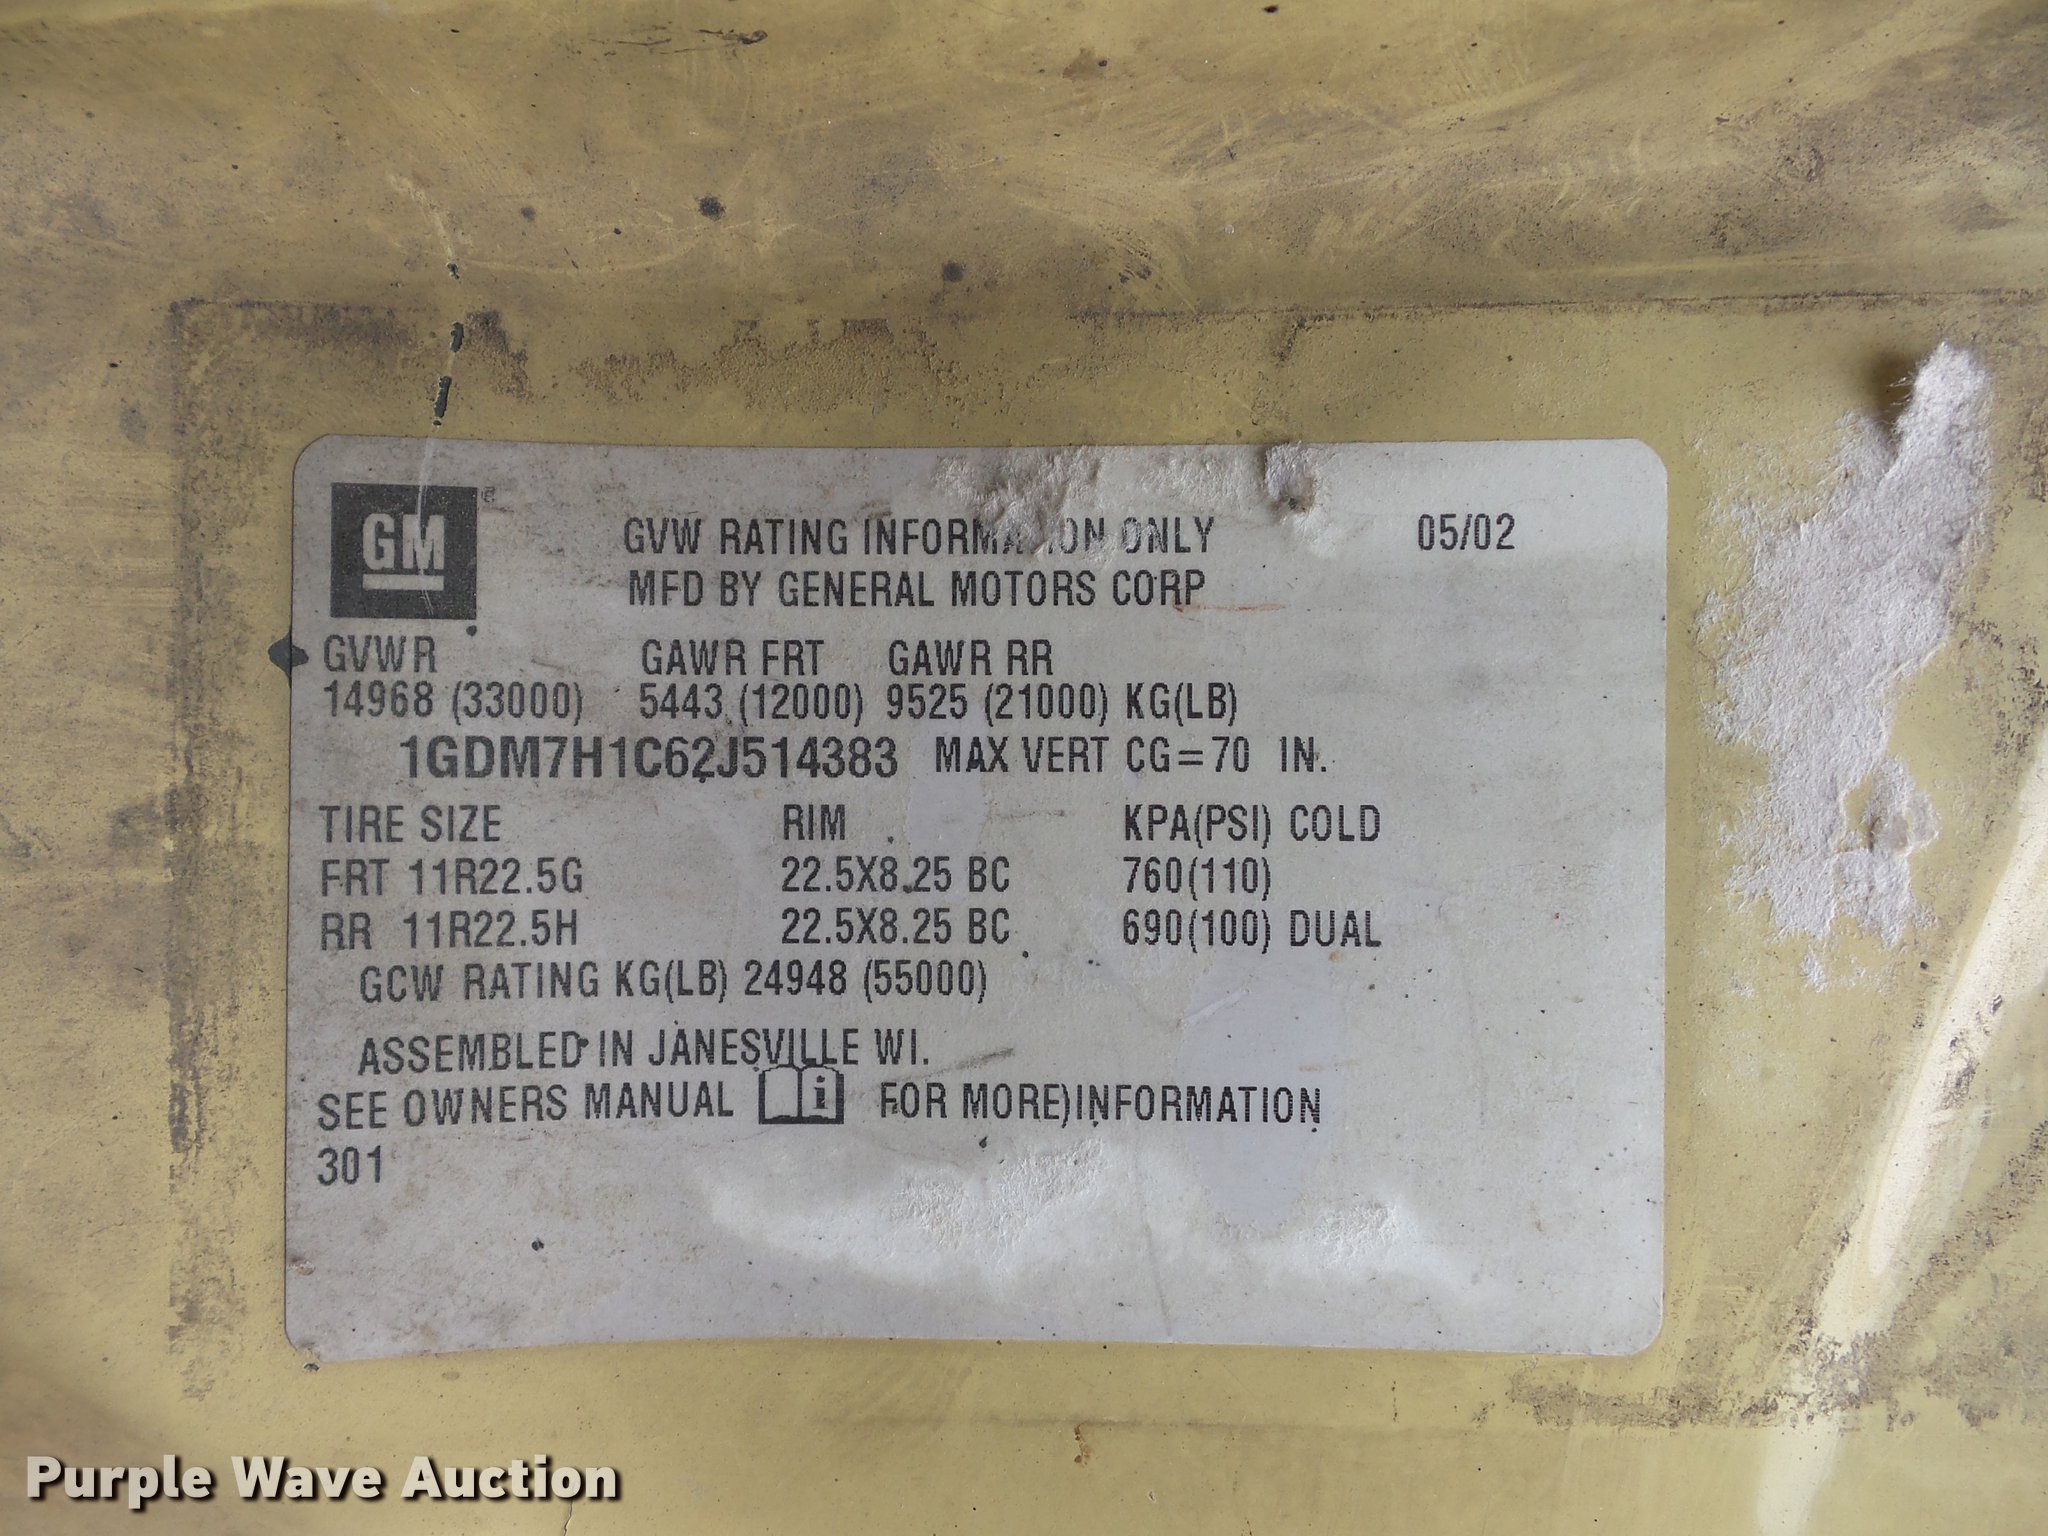 GM ®
GVW RATING INFORMATION ONLY 05/02
MFD BY GENERAL MOTORS CORP
GVWR GAWR FRT GAWR RR
14968 (33000) 5443 (12000) 9525 (21000) KG(LB)
1GDM7H1C62J514383 MAX VERT CG=70 IN.
TIRE SIZE RIM KPA(PSI) COLD
FRT 11R22.5G 22.5X8.25 BC 760(110)
RR 11R22.5H 22.5X8.25 BC 690(100) DUAL
GCW RATING KG(LB) 24948 (55000)
ASSEMBLED IN JANESVILLE WI.
SEE OWNERS MANUAL i FOR MORE)INFORMATION
301
Purple Wave Auction